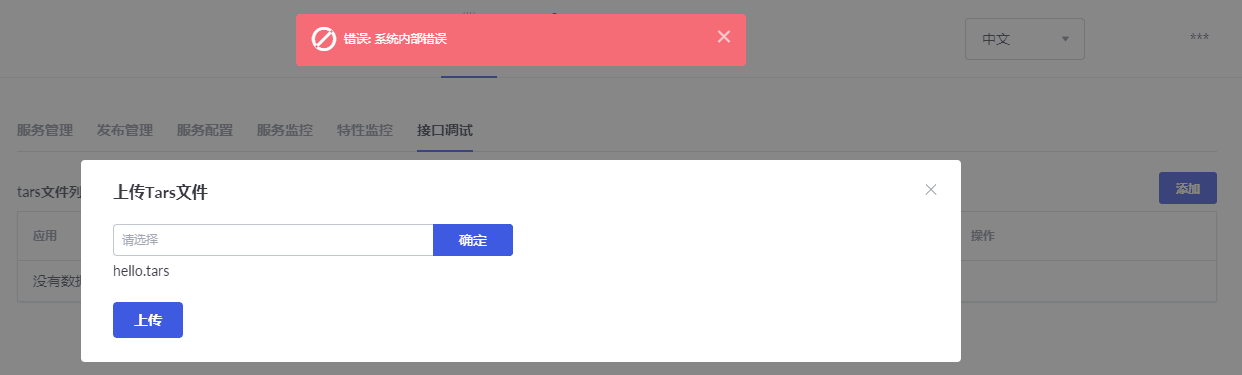 错误: 系统内部错误
中文
***
服务管理 发布管理 服务配置 服务监控 特性监控 接口调试
上传Tars文件
tars文件列
添加
请选择 确定
应用
操作
hello.tars
没有数据
上传